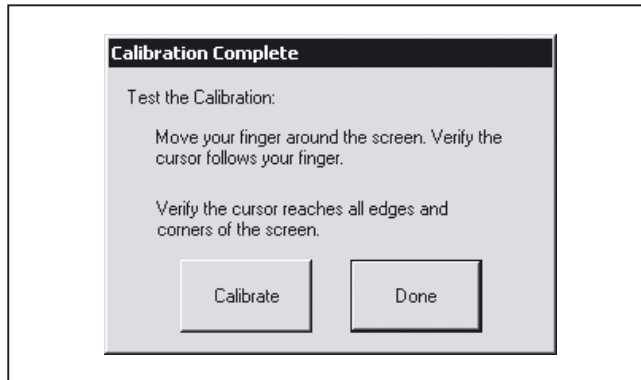 Calibration Complete
Test the Calibration:
Move your finger around the screen. Verify the
cursor follows your finger.
Verify the cursor reaches all edges and
corners of the screen.
Calibrate Done